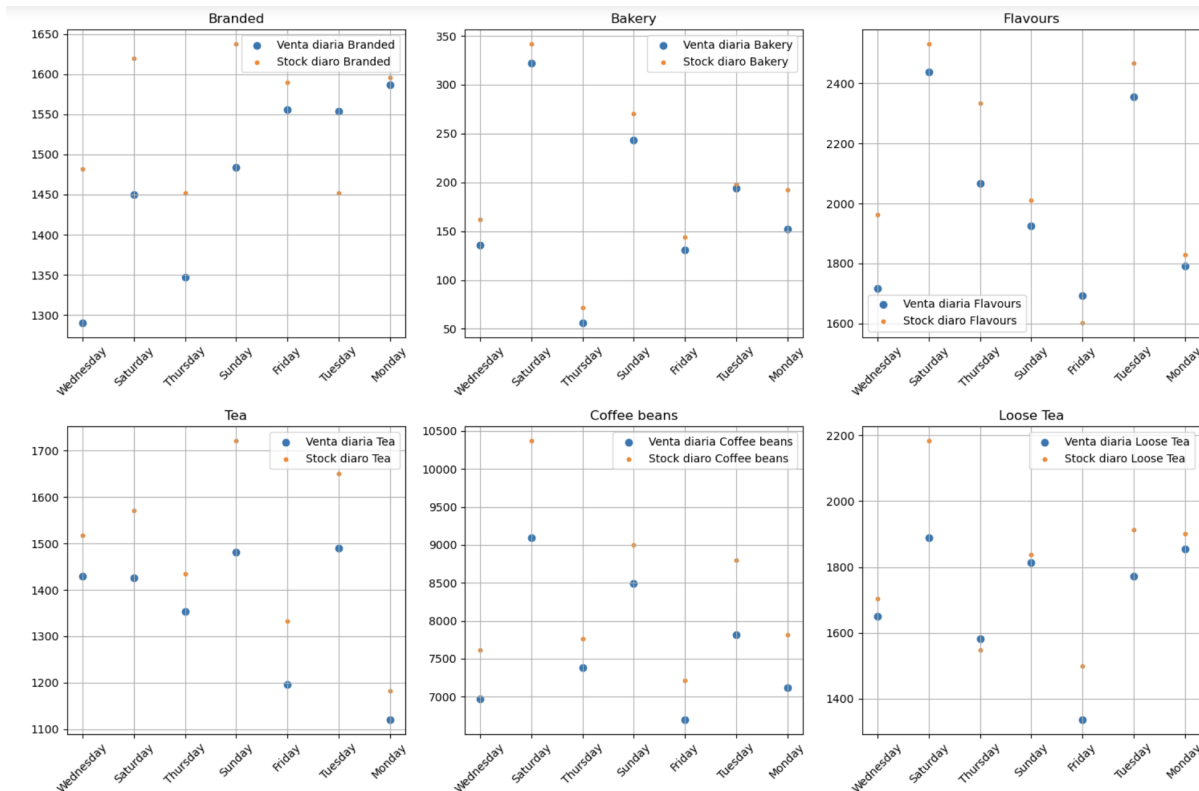 Branded
1650
1600
1550
1500
1450
1400
1350
1300
Venta diaria Branded
Stock diaro Branded
Wednesday
Saturday
Thursday
Sunday
Friday
Tuesday
Monday
Bakery
350
300
250
200
150
100
50
Venta diaria Bakery
Stock diaro Bakery
Wednesday
Saturday
Thursday
Sunday
Friday
Tuesday
Monday
Flavours
2400
2200
2000
1800
1600
Venta diaria Flavours
Stock diaro Flavours
Wednesday
Saturday
Thursday
Sunday
Friday
Tuesday
Monday
Tea
1700
1600
1500
1400
1300
1200
1100
Venta diaria Tea
Stock diaro Tea
Wednesday
Saturday
Thursday
Sunday
Friday
Tuesday
Monday
Coffee beans
10500
10000
9500
9000
8500
8000
7500
7000
Venta diaria Coffee beans
Stock diaro Coffee beans
Wednesday
Saturday
Thursday
Sunday
Friday
Tuesday
Monday
Loose Tea
2200
2000
1800
1600
1400
Venta diaria Loose Tea
Stock diaro Loose Tea
Wednesday
Saturday
Thursday
Sunday
Friday
Tuesday
Monday